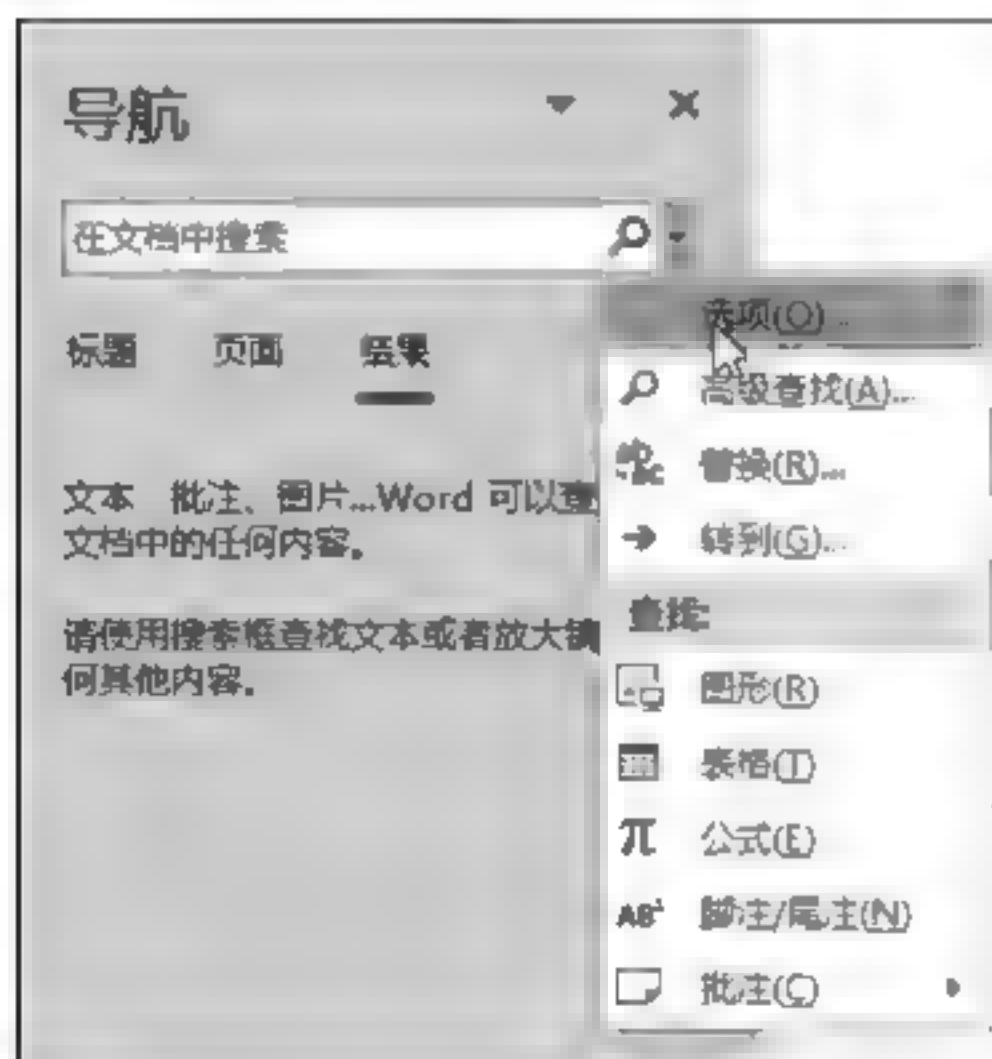 导航
在文档中搜索
标题 页面 结果
文本 批注、图片...Word 可以查
文档中的任何内容。
请使用搜索框查找文本或者放大镜
何其他内容。
选项(O)...
高级查找(A)...
替换(R)...
转到(G)...
查找:
图形(R)
表格(T)
π 公式(E)
AB¹ 脚注/尾注(N)
批注(C)